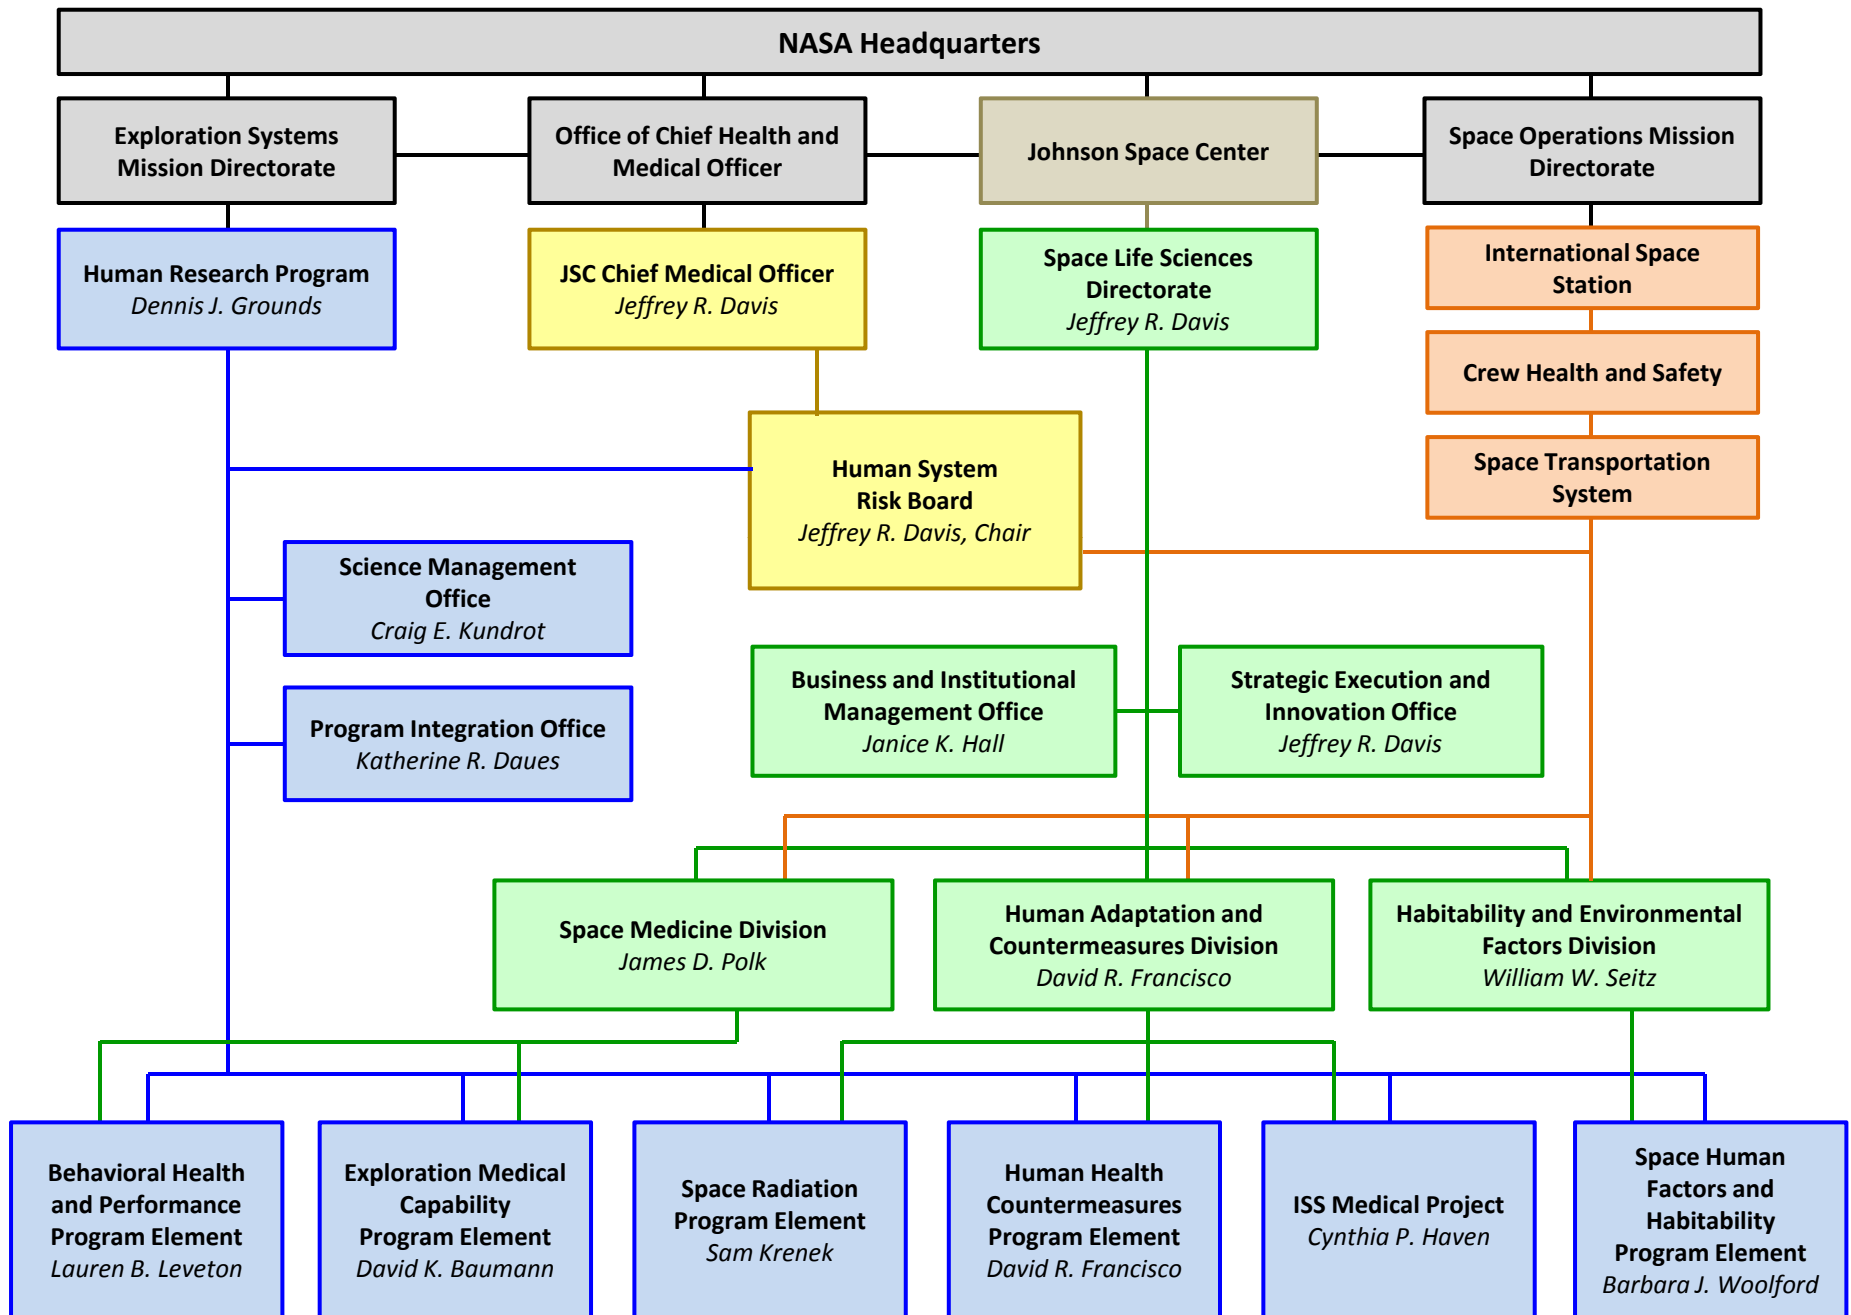 NASA Headquarters
Exploration Systems
Mission Directorate
Office of Chief Health and
Medical Officer
Johnson Space Center
Space Operations Mission
Directorate
Human Research Program
Dennis J. Grounds
JSC Chief Medical Officer
Jeffrey R. Davis
Space Life Sciences
Directorate
Jeffrey R. Davis
International Space
Station
Crew Health and Safety
Space Transportation
System
Human System
Risk Board
Jeffrey R. Davis, Chair
Science Management
Office
Craig E. Kundrot
Program Integration Office
Katherine R. Daues
Business and Institutional
Management Office
Janice K. Hall
Strategic Execution and
Innovation Office
Jeffrey R. Davis
Space Medicine Division
James D. Polk
Human Adaptation and
Countermeasures Division
David R. Francisco
Habitability and Environmental
Factors Division
William W. Seitz
Behavioral Health
and Performance
Program Element
Lauren B. Leveton
Exploration Medical
Capability
Program Element
David K. Baumann
Space Radiation
Program Element
Sam Krenek
Human Health
Countermeasures
Program Element
David R. Francisco
ISS Medical Project
Cynthia P. Haven
Space Human
Factors and
Habitability
Program Element
Barbara J. Woolford